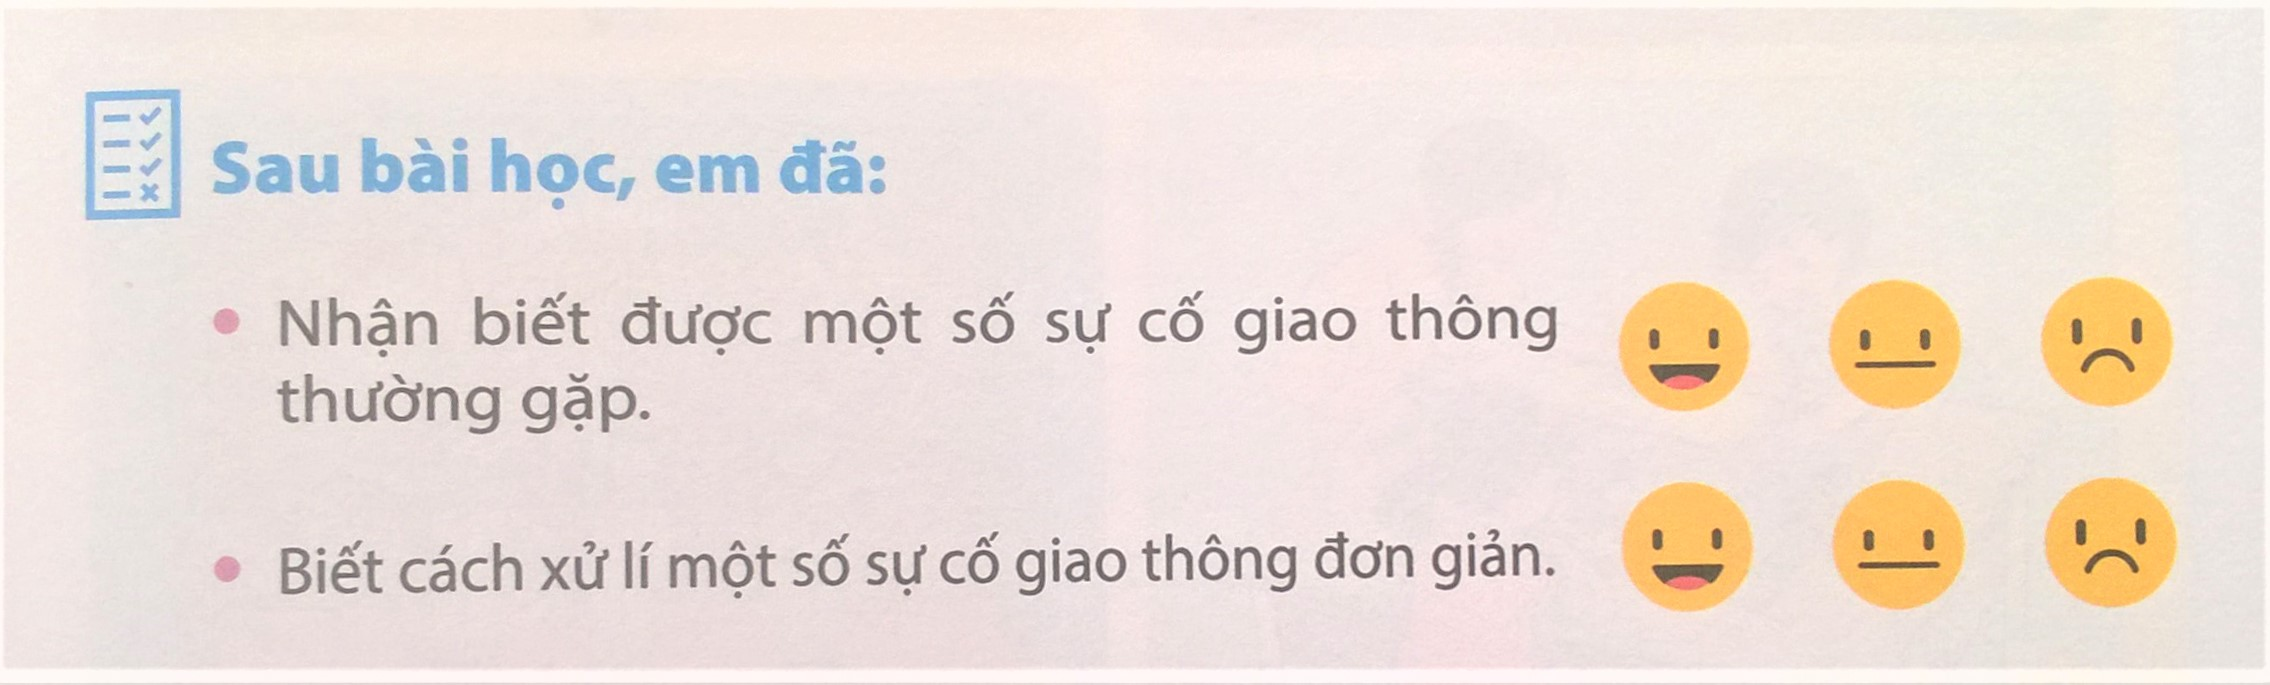 Sau bài học, em đã:
• Nhận biết được một số sự cố giao thông
thường gặp.
• Biết cách xử lí một số sự cố giao thông đơn giản.